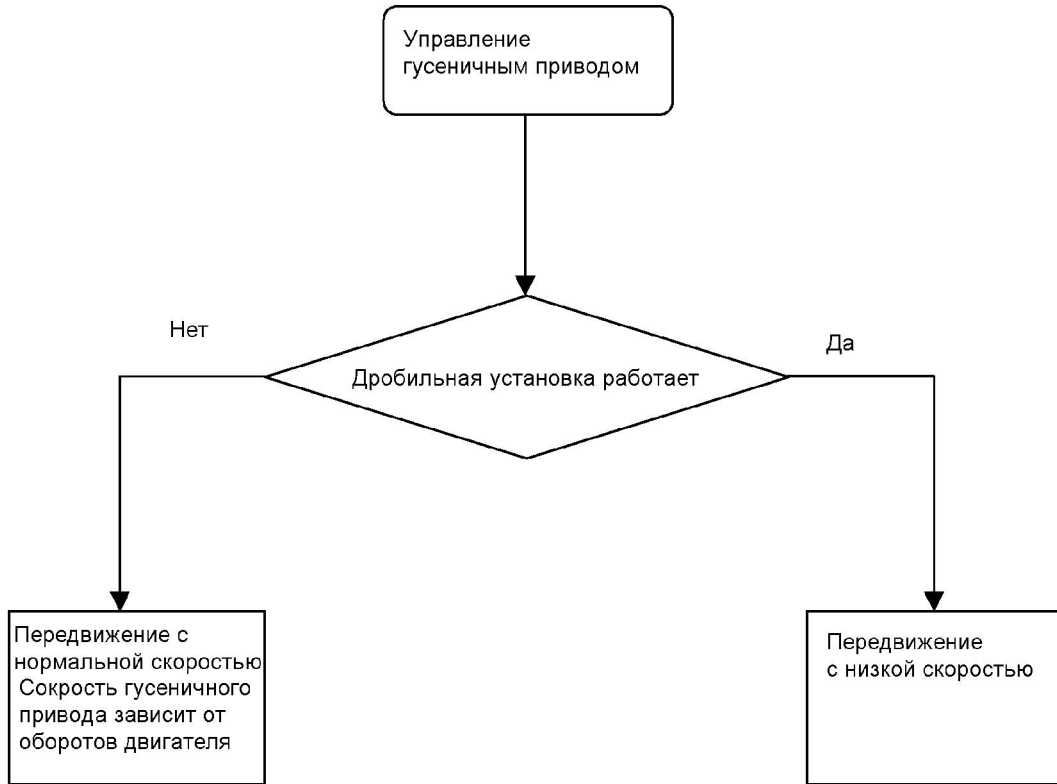 Управление
гусеничным приводом
Нет
Да
Дробильная установка работает
Передвижение с
нормальной скоростью
Сокрость гусеничного
привода зависит от
оборотов двигателя
Передвижение
с низкой скоростью